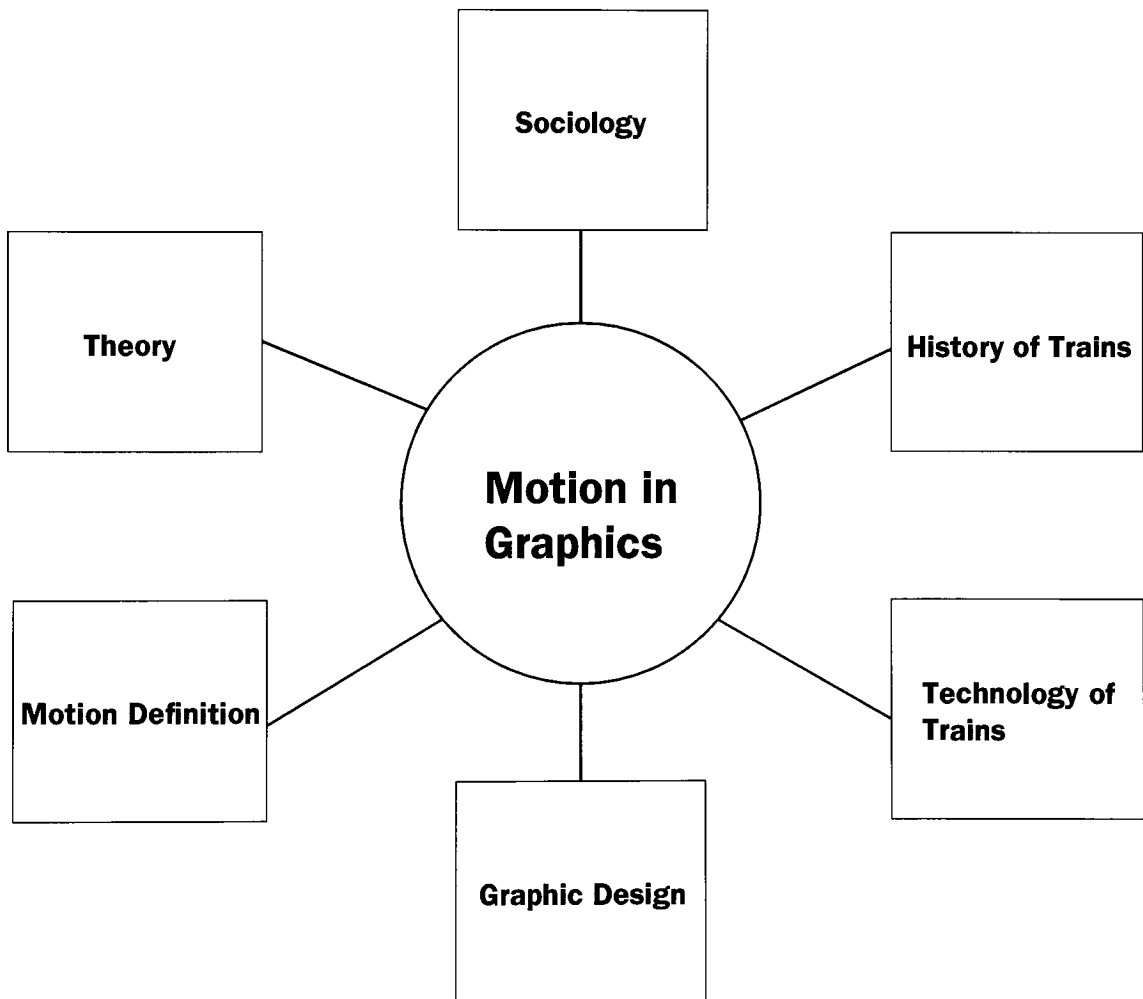 Sociology
Theory
History of Trains
Motion in
Graphics
Motion Definition
Technology of
Trains
Graphic Design